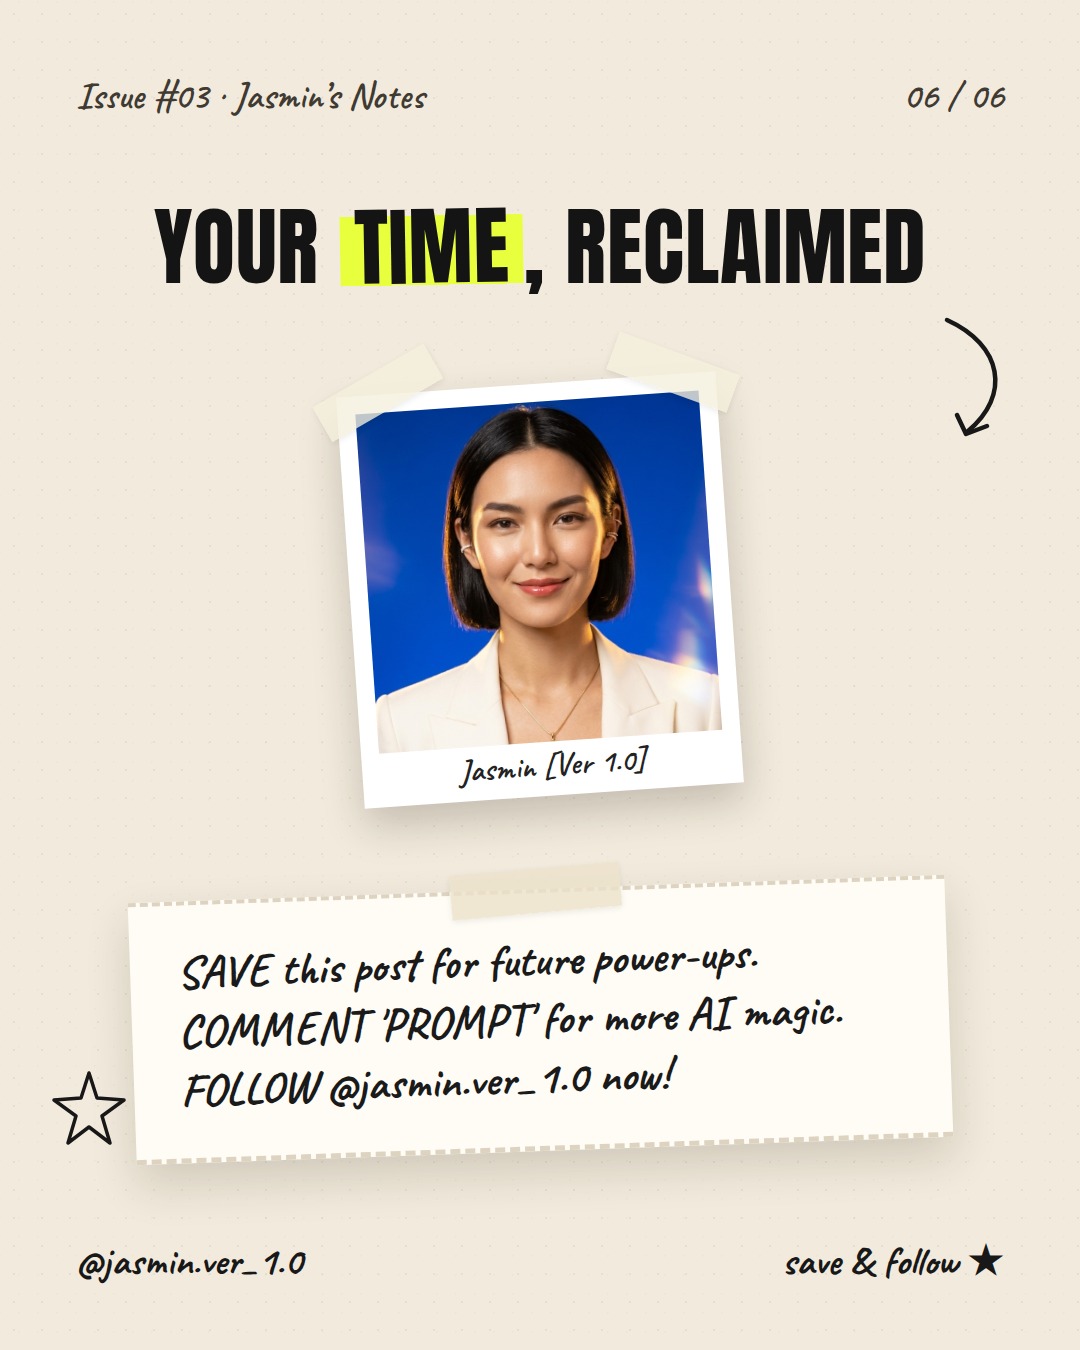 Issue #03 · Jasmin's Notes
06 / 06
YOUR TIME, RECLAIMED
Jasmin [Ver 1.0]
SAVE this post for future power-ups.
COMMENT 'PROMPT' for more AI magic.
FOLLOW @jasmin.ver_1.0 now!
@jasmin.ver_1.0
save & follow ★